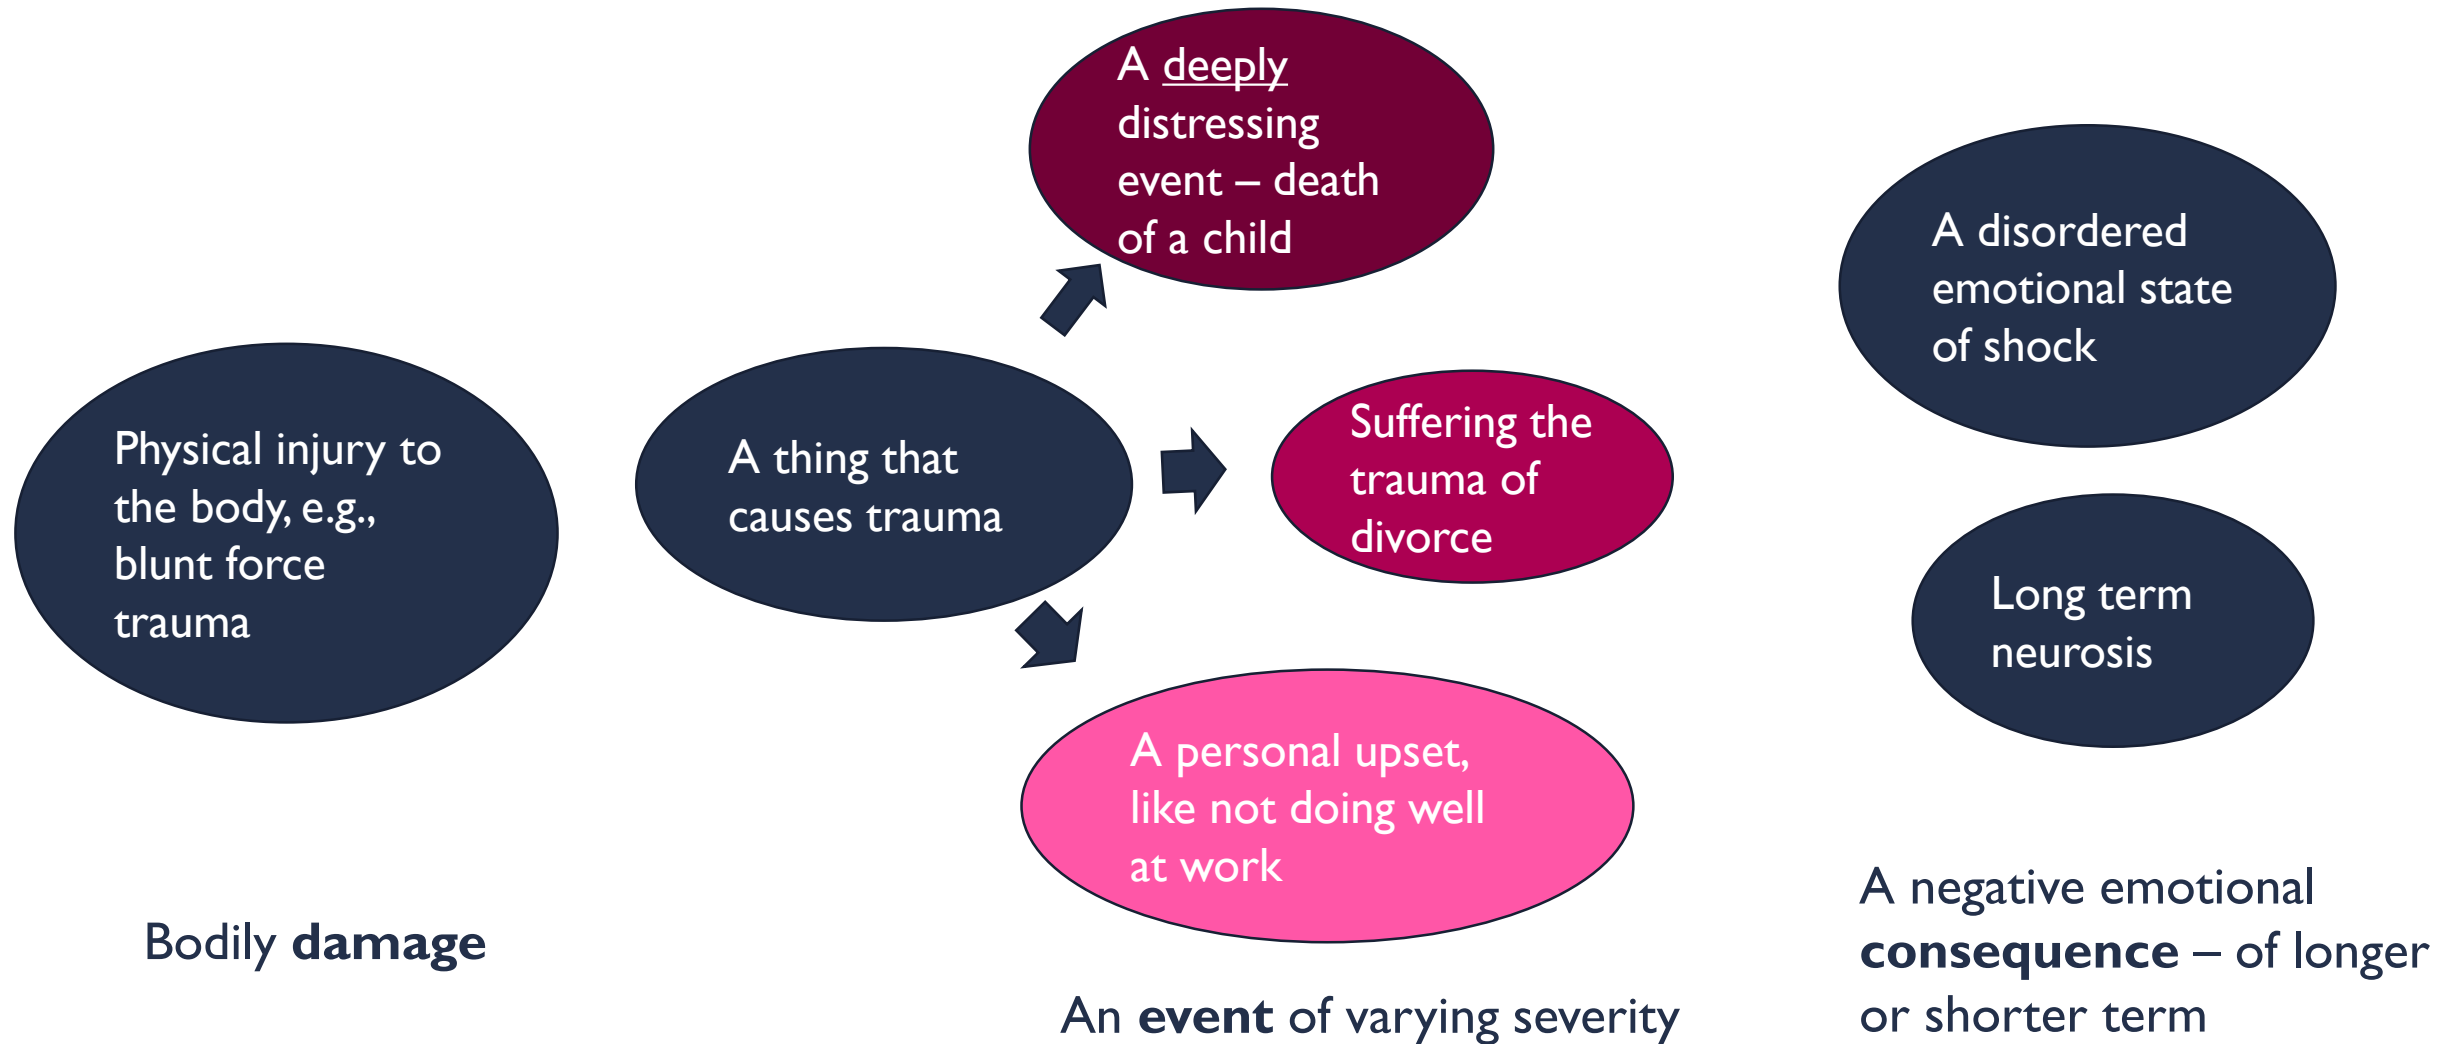 Physical injury to
the body, e.g.,
blunt force
trauma
Bodily damage
A thing that
causes trauma
A deeply
distressing
event – death
of a child
Suffering the
trauma of
divorce
A personal upset,
like not doing well
at work
An event of varying severity
A disordered
emotional state
of shock
Long term
neurosis
A negative emotional
consequence – of longer
or shorter term